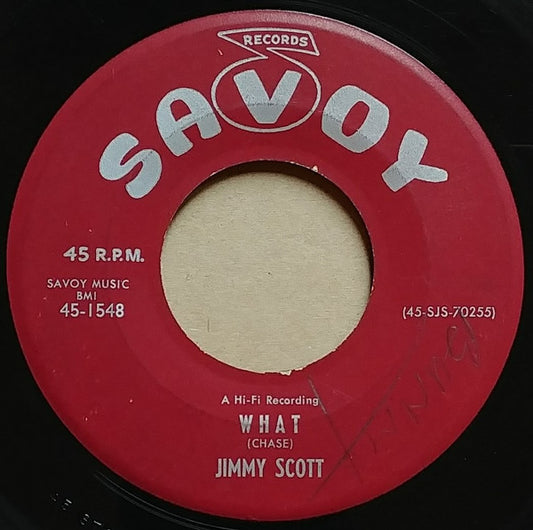 RECORDS
SAVOY
45 R.P.M.
SAVOY MUSIC
BMI
45-1548
(45-SJS-70255)
A Hi-Fi Recording
WHAT
(CHASE)
JIMMY SCOTT